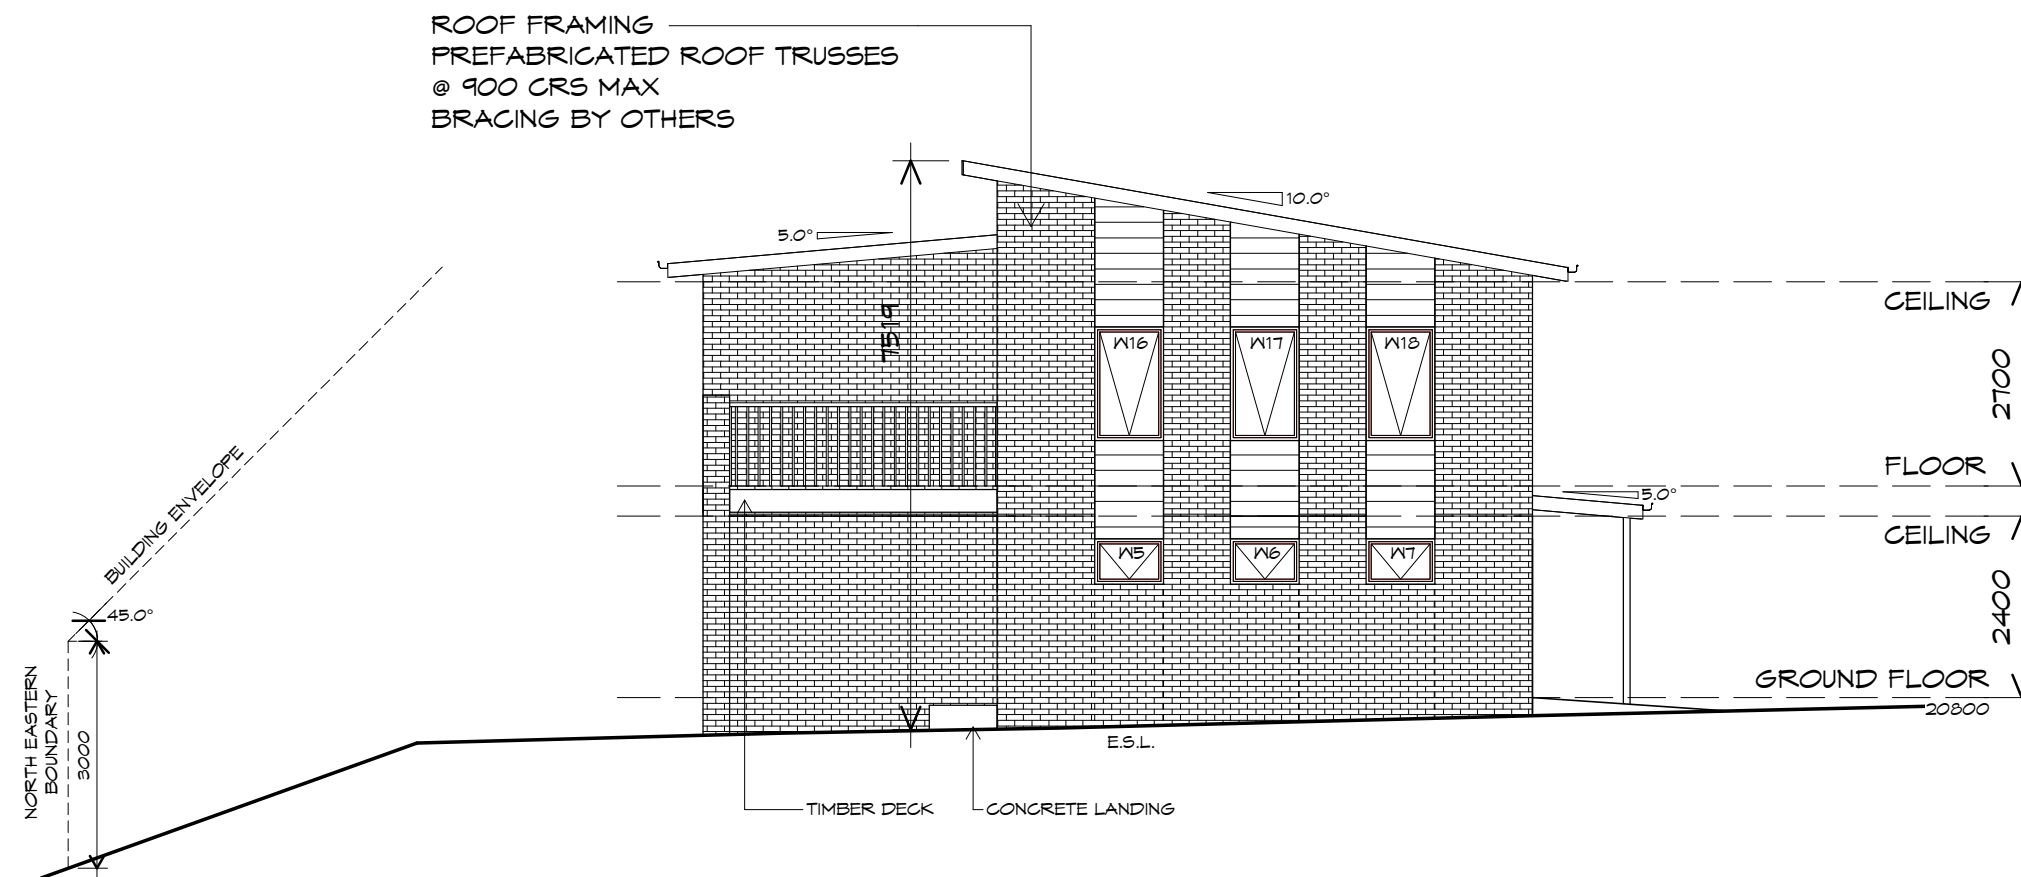 ROOF FRAMING
PREFABRICATED ROOF TRUSSES
@ 900 CRS MAX
BRACING BY OTHERS
10.0°
5.0°
CEILING
7519
W16
W17
W18
2700
BUILDING ENVELOPE
FLOOR
5.0°
CEILING
W5
W6
W7
2400
45.0°
NORTH EASTERN
BOUNDARY
3000
GROUND FLOOR
20800
E.S.L.
TIMBER DECK
CONCRETE LANDING